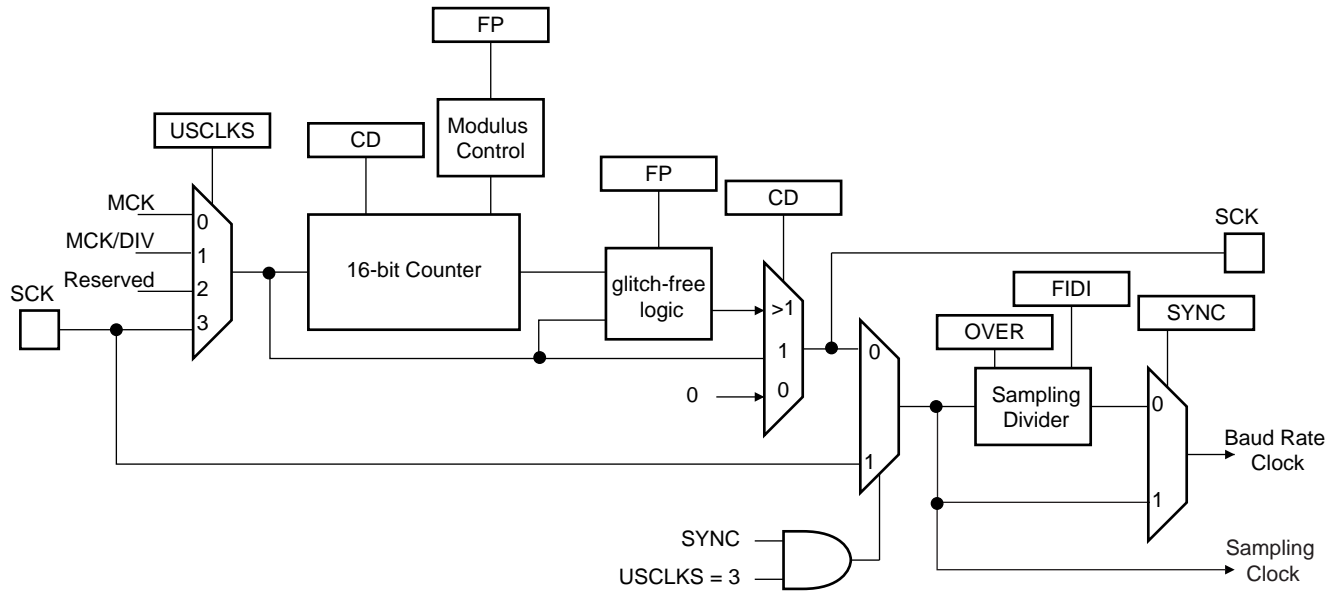 FP
USCLKS
CD
Modulus
Control
FP
CD
MCK
0
SCK
MCK/DIV
1
16-bit Counter
Reserved
2
glitch-free
logic
FIDI
SCK
3
>1
SYNC
OVER
1
0
0
0
Sampling
Divider
0
1
Baud Rate
Clock
1
SYNC
USCLKS = 3
Sampling
Clock